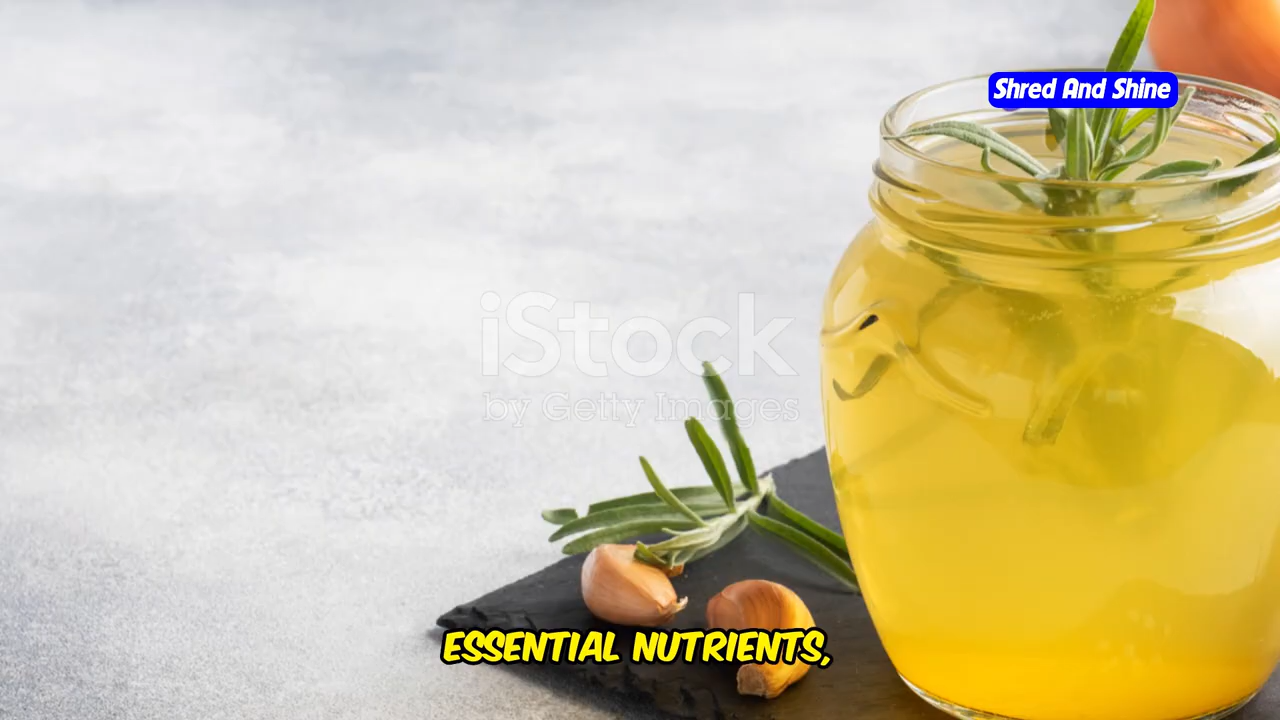 Shred And Shine
iStock
by Getty Images
ESSENTIAL NUTRIENTS,